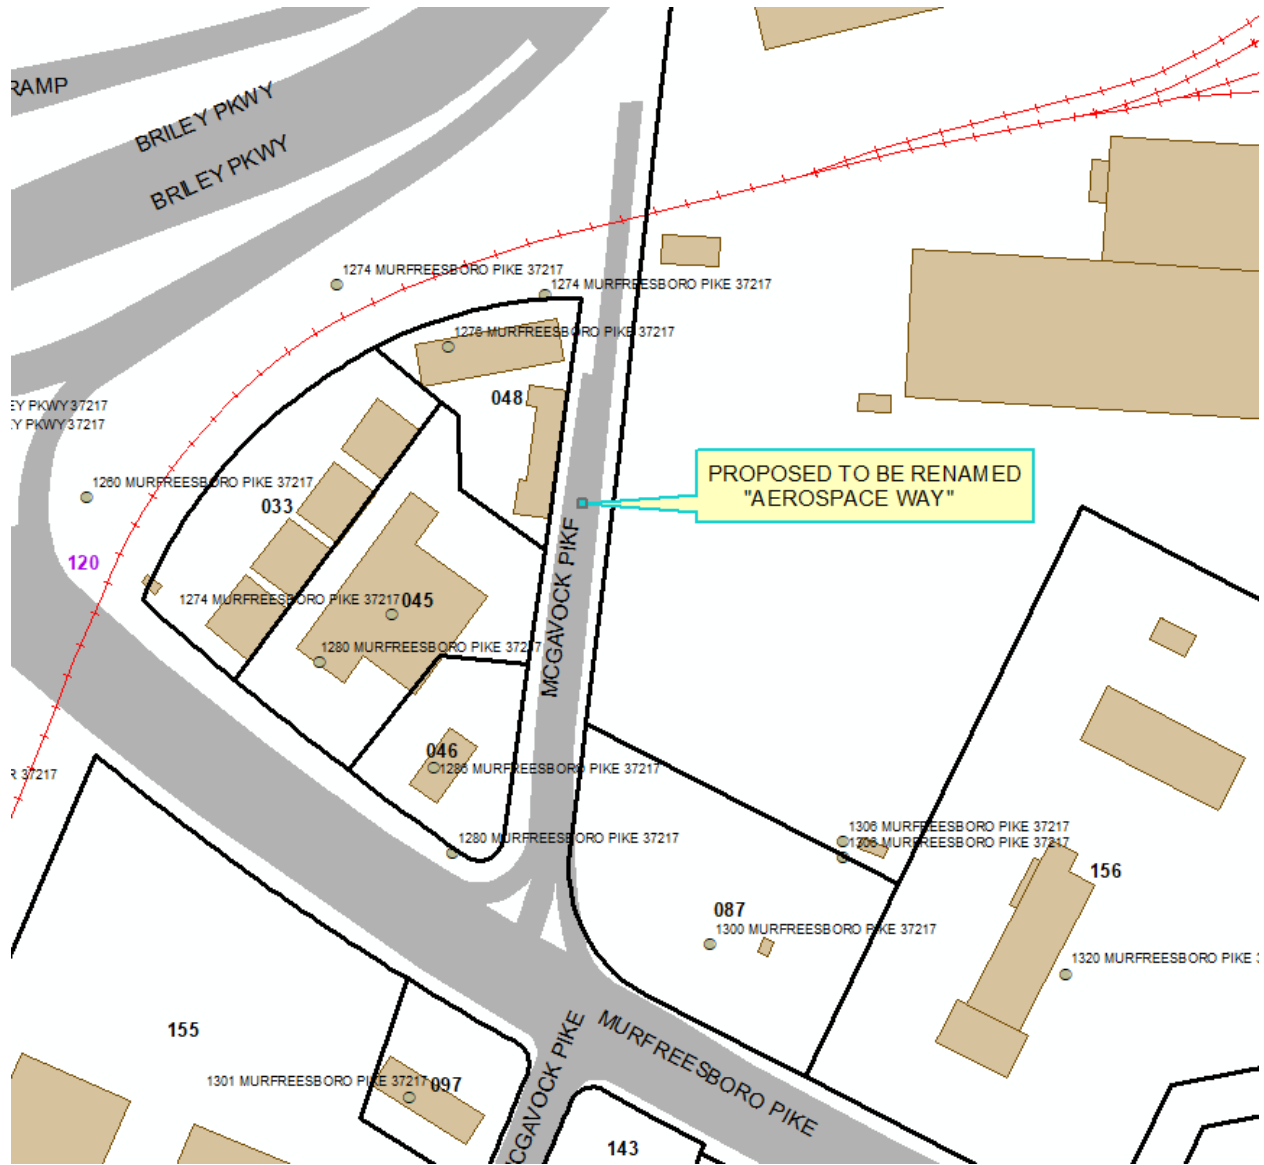 RAMP
BRILEY PKWY
BRILEY PKWY
1274 MURFREESBORO PIKE 37217
1274 MURFREESBORO PIKE 37217
1276 MURFREESBORO PIKE 37217
048
EY PKWY 37217
Y PKWY 37217
PROPOSED TO BE RENAMED
"AEROSPACE WAY"
1260 MURFREESBORO PIKE 37217
033
MCGAVOCK PIKE
120
1274 MURFREESBORO PIKE 37217
045
1280 MURFREESBORO PIKE 37217
046
1286 MURFREESBORO PIKE 37217
R 37217
1280 MURFREESBORO PIKE 37217
1306 MURFREESBORO PIKE 37217
1306 MURFREESBORO PIKE 37217
156
087
1300 MURFREESBORO PIKE 37217
1320 MURFREESBORO PIKE
155
MURFREESBORO PIKE
MCGAVOCK PIKE
1301 MURFREESBORO PIKE 37217
097
143